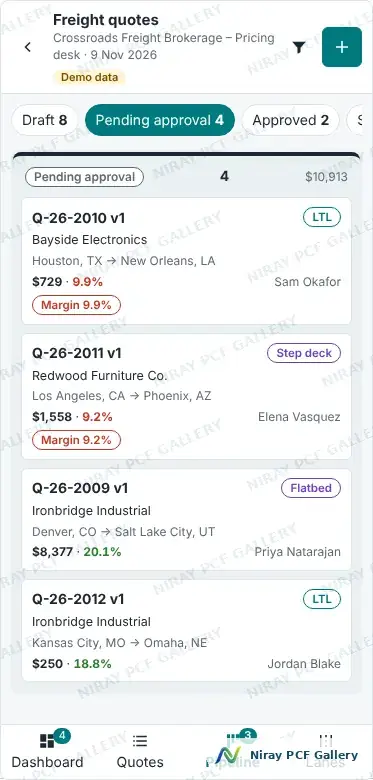 Freight quotes
Crossroads Freight Brokerage – Pricing
desk · 9 Nov 2026
Demo data
Draft 8
Pending approval 4
Approved 2
Pending approval
4
$10,913
Q-26-2010 v1
LTL
Bayside Electronics
Houston, TX → New Orleans, LA
$729 · 9.9%
Sam Okafor
Margin 9.9%
Q-26-2011 v1
Step deck
Redwood Furniture Co.
Los Angeles, CA → Phoenix, AZ
$1,558 · 9.2%
Elena Vasquez
Margin 9.2%
Q-26-2009 v1
Flatbed
Ironbridge Industrial
Denver, CO → Salt Lake City, UT
$8,377 · 20.1%
Priya Natarajan
Q-26-2012 v1
LTL
Ironbridge Industrial
Kansas City, MO → Omaha, NE
$250 · 18.8%
Jordan Blake
4
3
Dashboard
Quotes
Pipeline
Lanes
Niray PCF Gallery
NIRAY PCF GALLERY